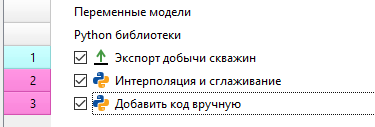 Переменные модели
Python библиотеки
1 Экспорт добычи скважин
2 Интерполяция и сглаживание
3 Добавить код вручную